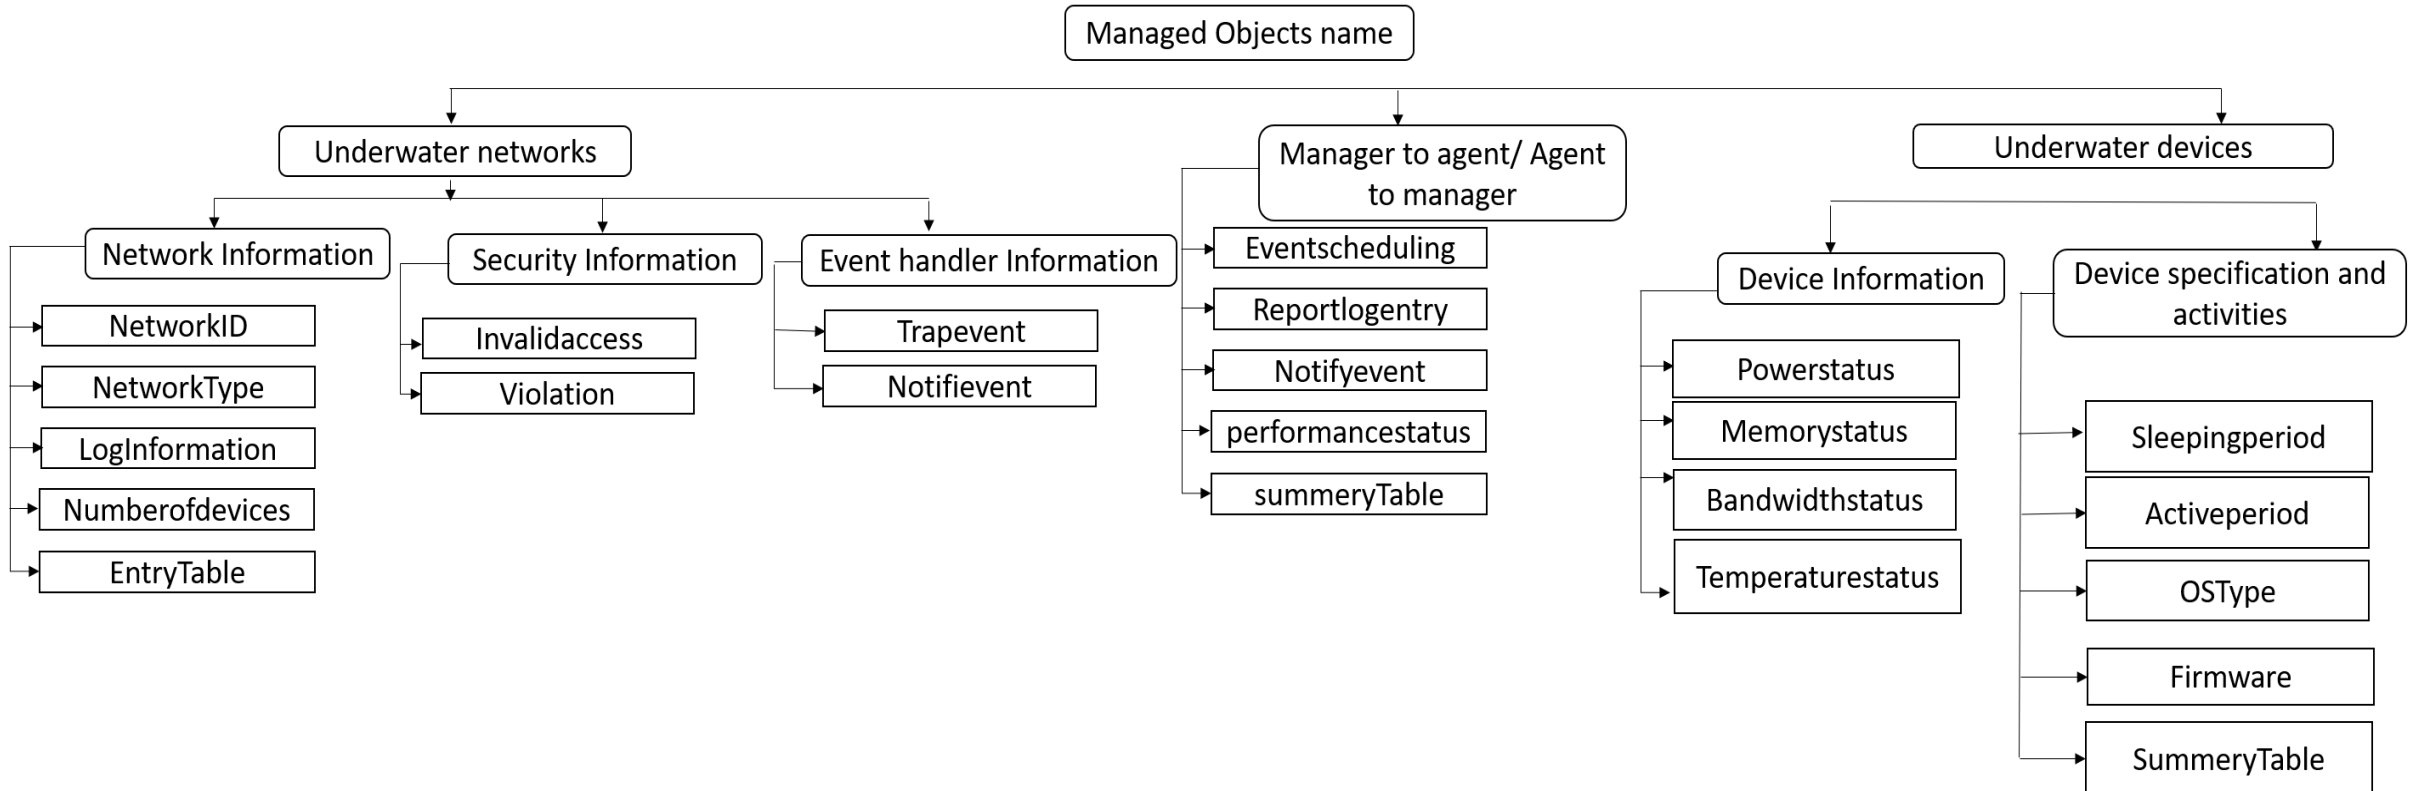 Managed Objects name
Underwater networks
Manager to agent/ Agent
to manager
Underwater devices
Network Information
NetworkID
NetworkType
LogInformation
Numberofdevices
EntryTable
Security Information
Invalidaccess
Violation
Event handler Information
Trapevent
Notifievent
Eventscheduling
Reportlogentry
Notifyevent
performancestatus
summeryTable
Device Information
Powerstatus
Memorystatus
Bandwidthstatus
Temperaturestatus
Device specification and
activities
Sleepingperiod
Activeperiod
OSType
Firmware
SummeryTable